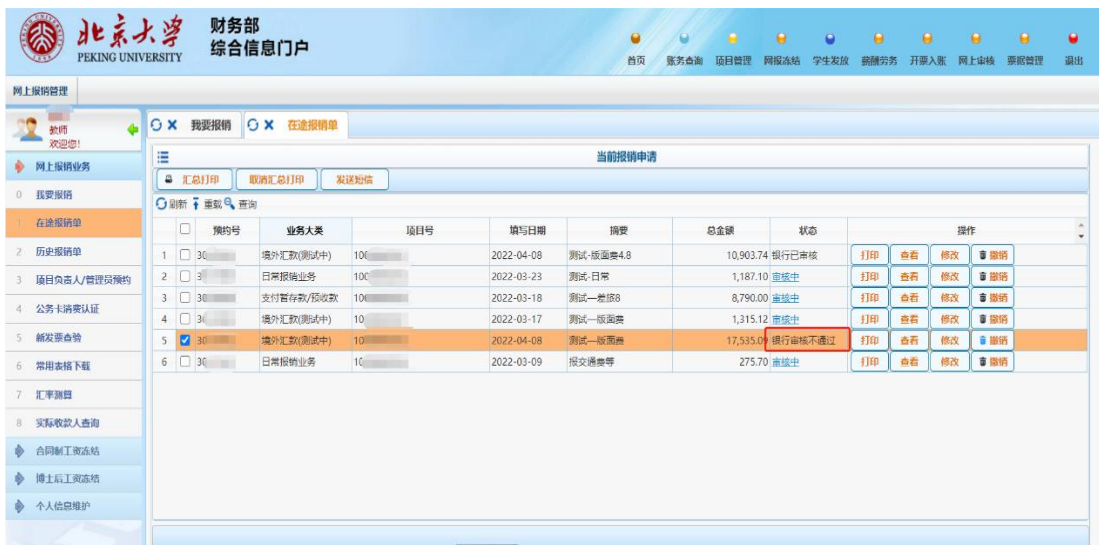 北京大学
PEKING UNIVERSITY
财务部
综合信息门户
首页 账务查询 项目管理 网报冻结 学生发放 薪酬劳务 开票入账 网上审核 票据管理 退出
网上报销管理
教师
欢迎您!
网上报销业务
0 我要报销
1 在途报销单
2 历史报销单
3 项目负责人/管理员预约
4 公务卡消费认证
5 新发票查验
6 常用表格下载
7 汇率测算
8 实际收款人查询
合同制工资冻结
博士后工资冻结
个人信息维护
我要报销 在途报销单
当前报销申请
汇总打印 取消汇总打印 发送短信
刷新 重载 查询
预约号 业务大类 项目号 填写日期 摘要 总金额 状态 操作
1 30 境外汇款(测试中) 100 2022-04-08 测试-版面费4.8 10,903.74 银行已审核 打印 查看 修改 撤销
2 3 日常报销业务 100 2022-03-23 测试-日常 1,187.10 审核中 打印 查看 修改 撤销
3 30 支付暂存款/预收款 100 2022-03-18 测试—差旅8 8,790.00 审核中 打印 查看 修改 撤销
4 30 境外汇款(测试中) 10 2022-03-17 测试—版面费 1,315.12 审核中 打印 查看 修改 撤销
5 30 境外汇款(测试中) 10 2022-04-08 测试—版面费 17,535.09 银行审核不通过 打印 查看 修改 撤销
6 30 日常报销业务 10 2022-03-09 报交通费等 275.70 审核中 打印 查看 修改 撤销